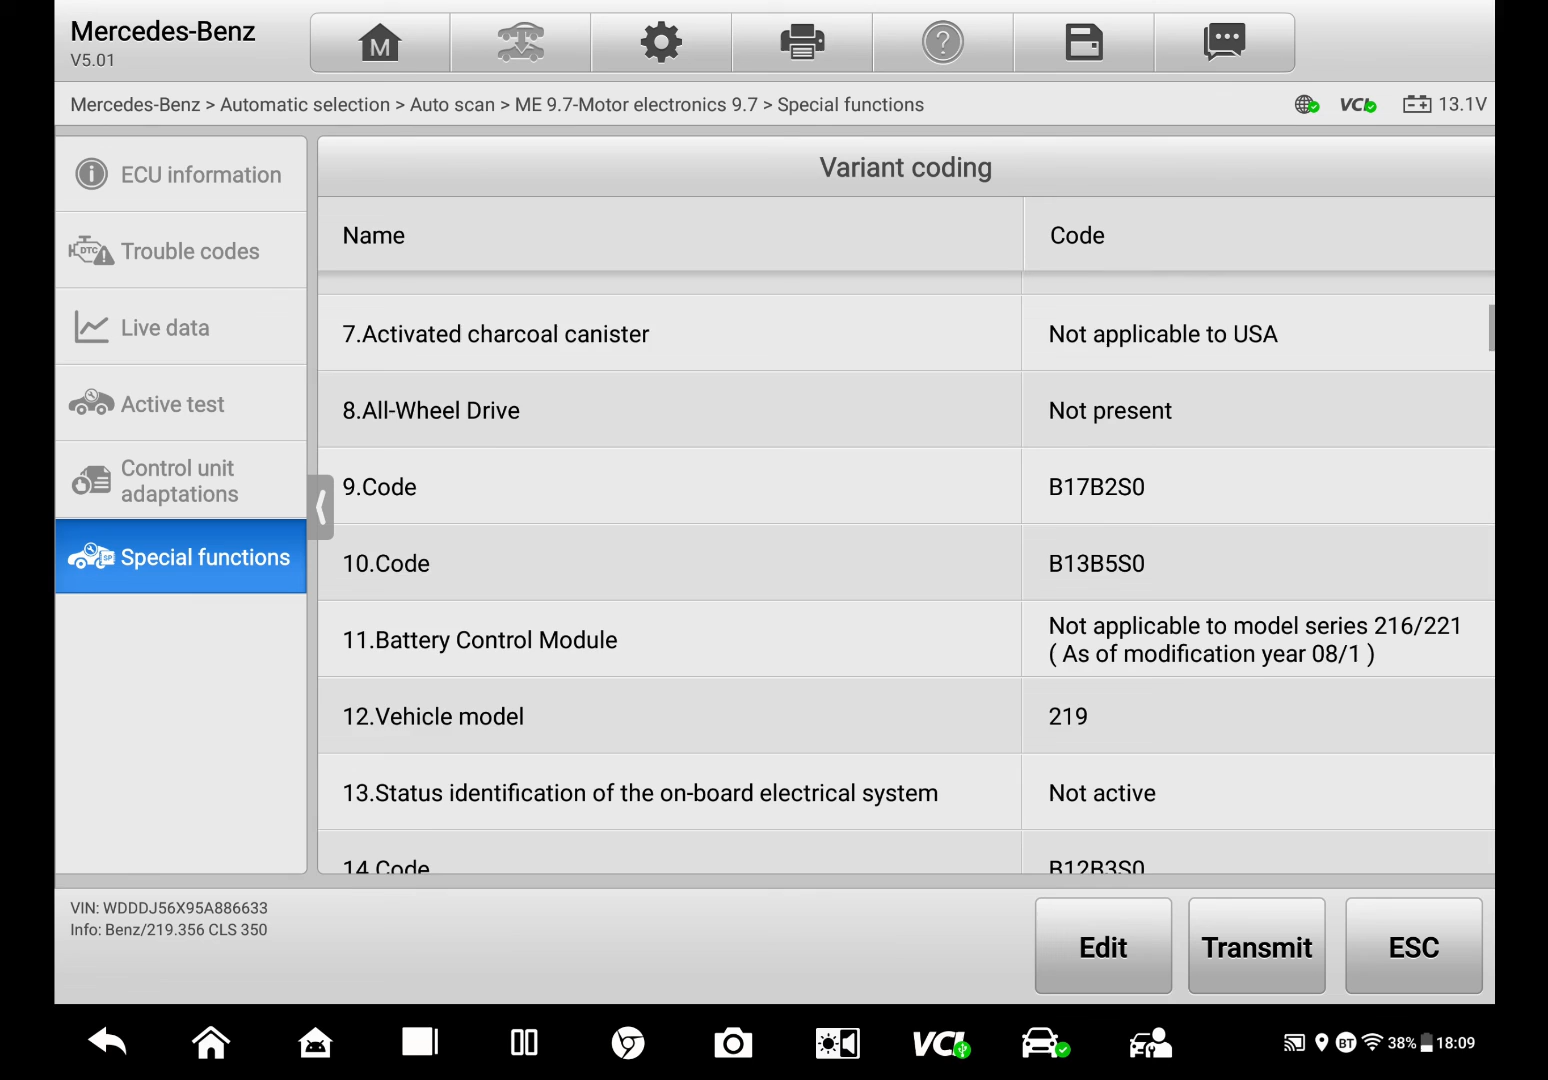 Mercedes-Benz
V5.01
M
?
Mercedes-Benz > Automatic selection > Auto scan > ME 9.7-Motor electronics 9.7 > Special functions
VCI
13.1V
ECU information
DTC
Trouble codes
Live data
Active test
Control unit
adaptations
SP
Special functions
Variant coding
Name
Code
7.Activated charcoal canister
Not applicable to USA
8.All-Wheel Drive
Not present
9.Code
B17B2S0
10.Code
B13B5S0
11.Battery Control Module
Not applicable to model series 216/221
( As of modification year 08/1 )
12.Vehicle model
219
13.Status identification of the on-board electrical system
Not active
14.Code
B12B3S0
VIN: WDDDJ56X95A886633
Info: Benz/219.356 CLS 350
Edit
Transmit
ESC
VCI
BT
38%
18:09